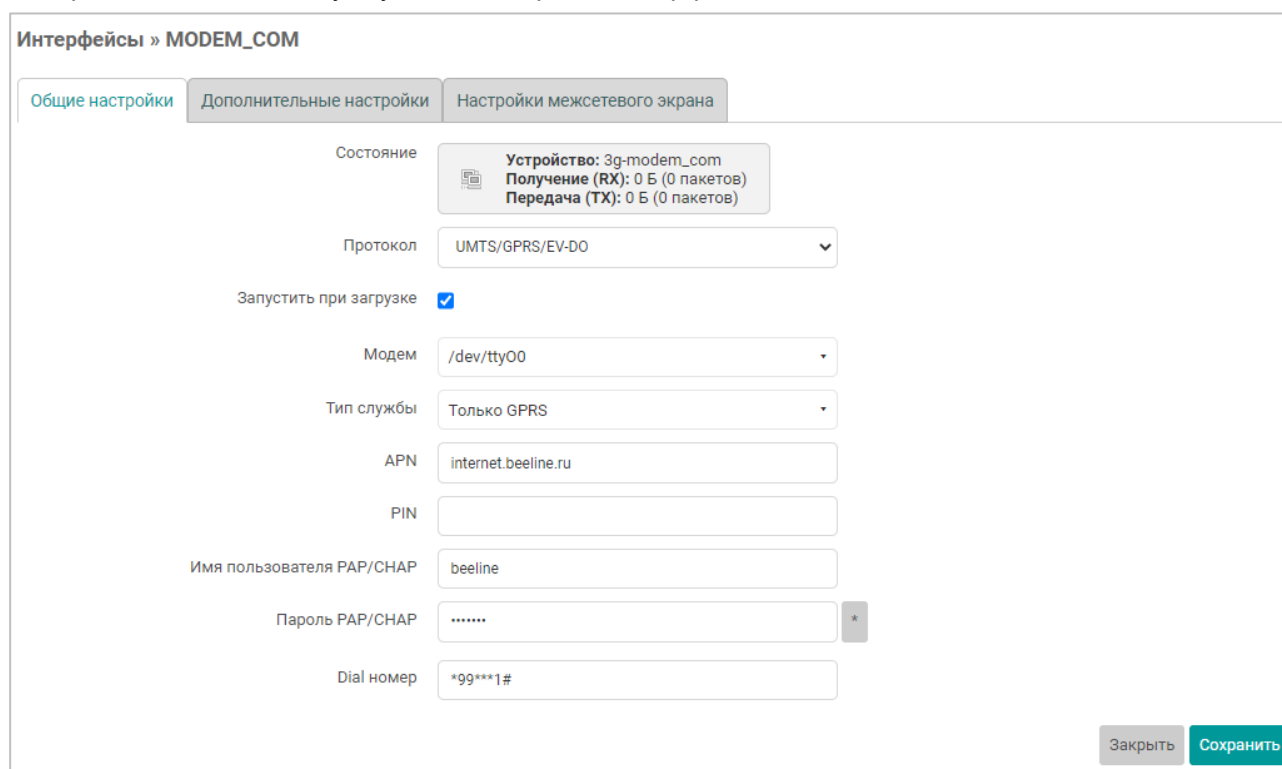 Интерфейсы » MODEM_COM
Общие настройки Дополнительные настройки Настройки межсетевого экрана
Состояние
Устройство: 3g-modem_com
Получение (RX): 0 Б (0 пакетов)
Передача (TX): 0 Б (0 пакетов)
Протокол UMTS/GPRS/EV-DO
Запустить при загрузке
Модем /dev/ttyO0
Тип службы Только GPRS
APN internet.beeline.ru
PIN
Имя пользователя PAP/CHAP beeline
Пароль PAP/CHAP ••••••• *
Dial номер *99***1#
Закрыть Сохранить